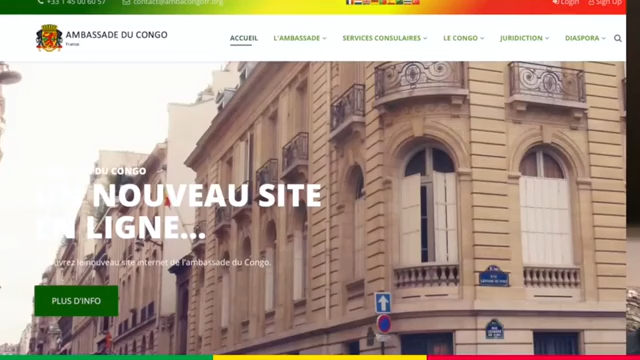 +33 1 45 00 60 57
contact@ambacongofr.org
Login
Sign Up
AMBASSADE DU CONGO
France
ACCUEIL
L'AMBASSADE
SERVICES CONSULAIRES
LE CONGO
JURIDICTION
DIASPORA
DU CONGO
NOUVEAU SITE
LIGNE...
le nouveau site internet de l'ambassade du Congo.
PLUS D'INFO